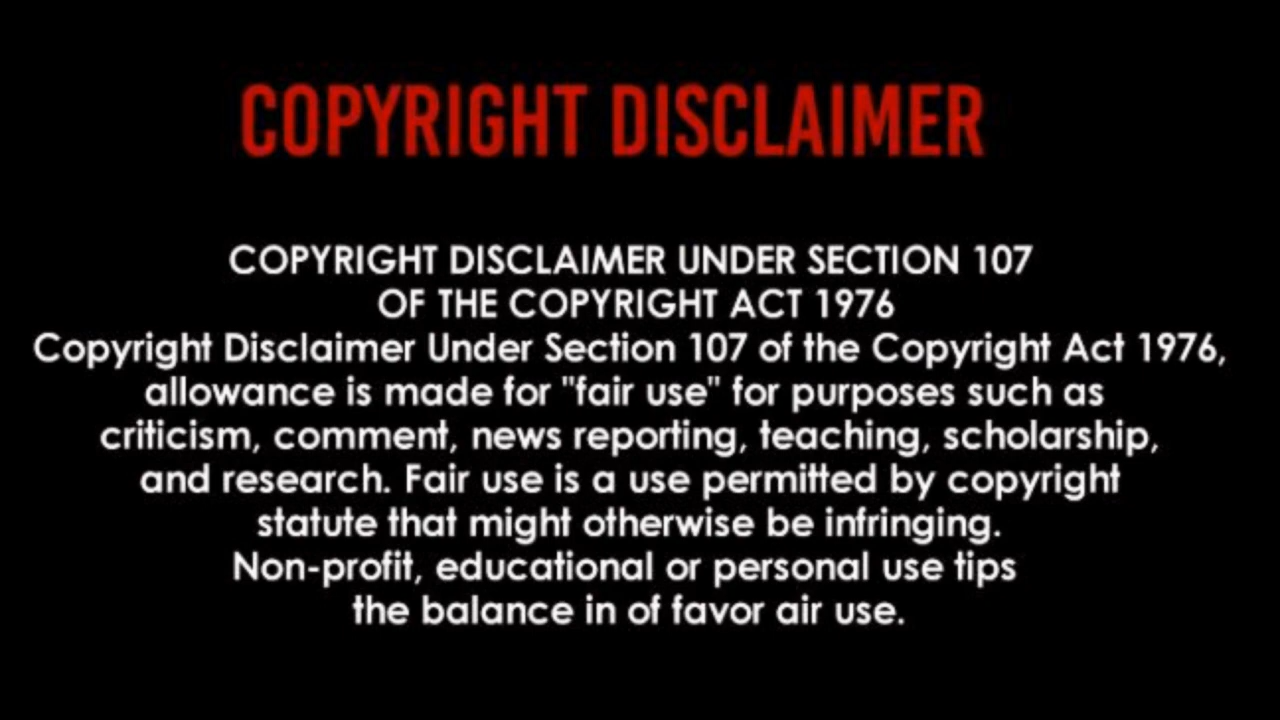 COPYRIGHT DISCLAIMER
COPYRIGHT DISCLAIMER UNDER SECTION 107
OF THE COPYRIGHT ACT 1976
Copyright Disclaimer Under Section 107 of the Copyright Act 1976,
allowance is made for "fair use" for purposes such as
criticism, comment, news reporting, teaching, scholarship,
and research. Fair use is a use permitted by copyright
statute that might otherwise be infringing.
Non-profit, educational or personal use tips
the balance in of favor air use.